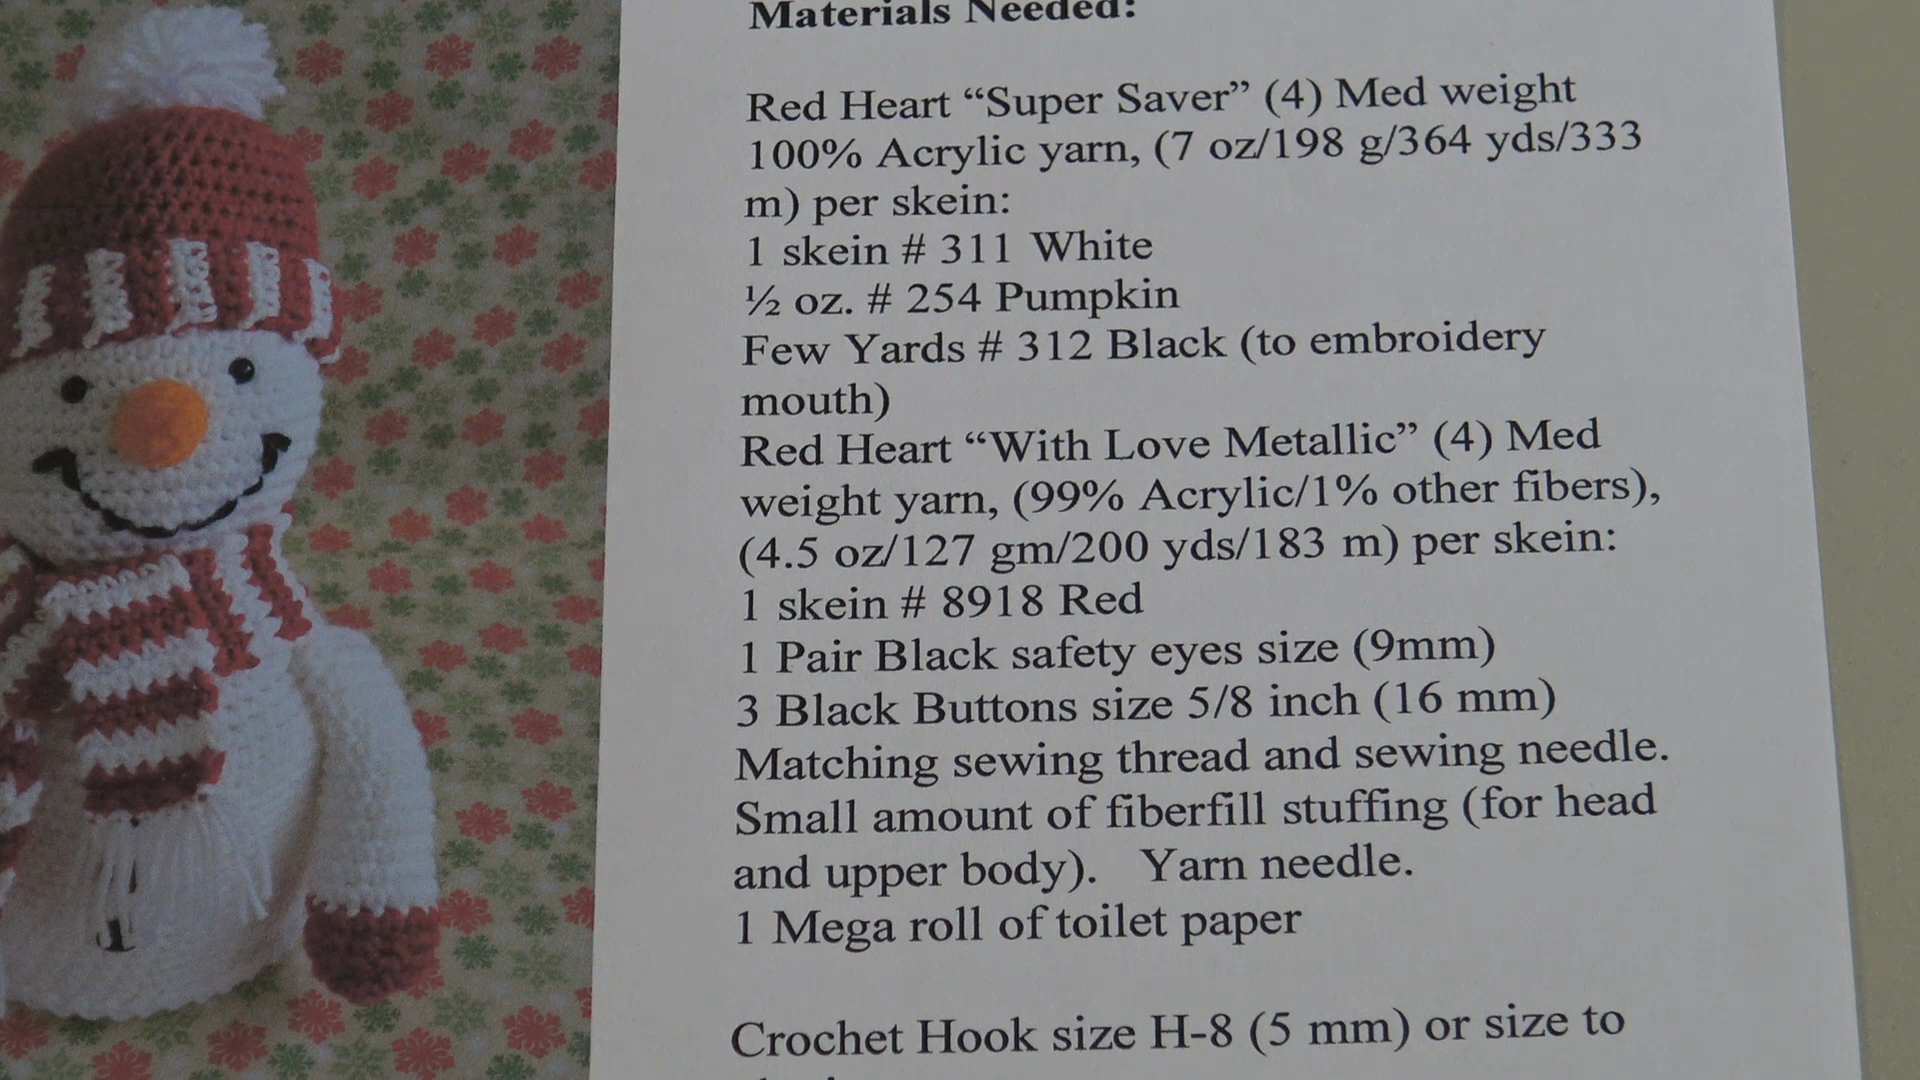 Materials Needed:
Red Heart “Super Saver” (4) Med weight
100% Acrylic yarn, (7 oz/198 g/364 yds/333
m) per skein:
1 skein # 311 White
½ oz. # 254 Pumpkin
Few Yards # 312 Black (to embroidery
mouth)
Red Heart “With Love Metallic” (4) Med
weight yarn, (99% Acrylic/1% other fibers),
(4.5 oz/127 gm/200 yds/183 m) per skein:
1 skein # 8918 Red
1 Pair Black safety eyes size (9mm)
3 Black Buttons size 5/8 inch (16 mm)
Matching sewing thread and sewing needle.
Small amount of fiberfill stuffing (for head
and upper body).   Yarn needle.
1 Mega roll of toilet paper
Crochet Hook size H-8 (5 mm) or size to